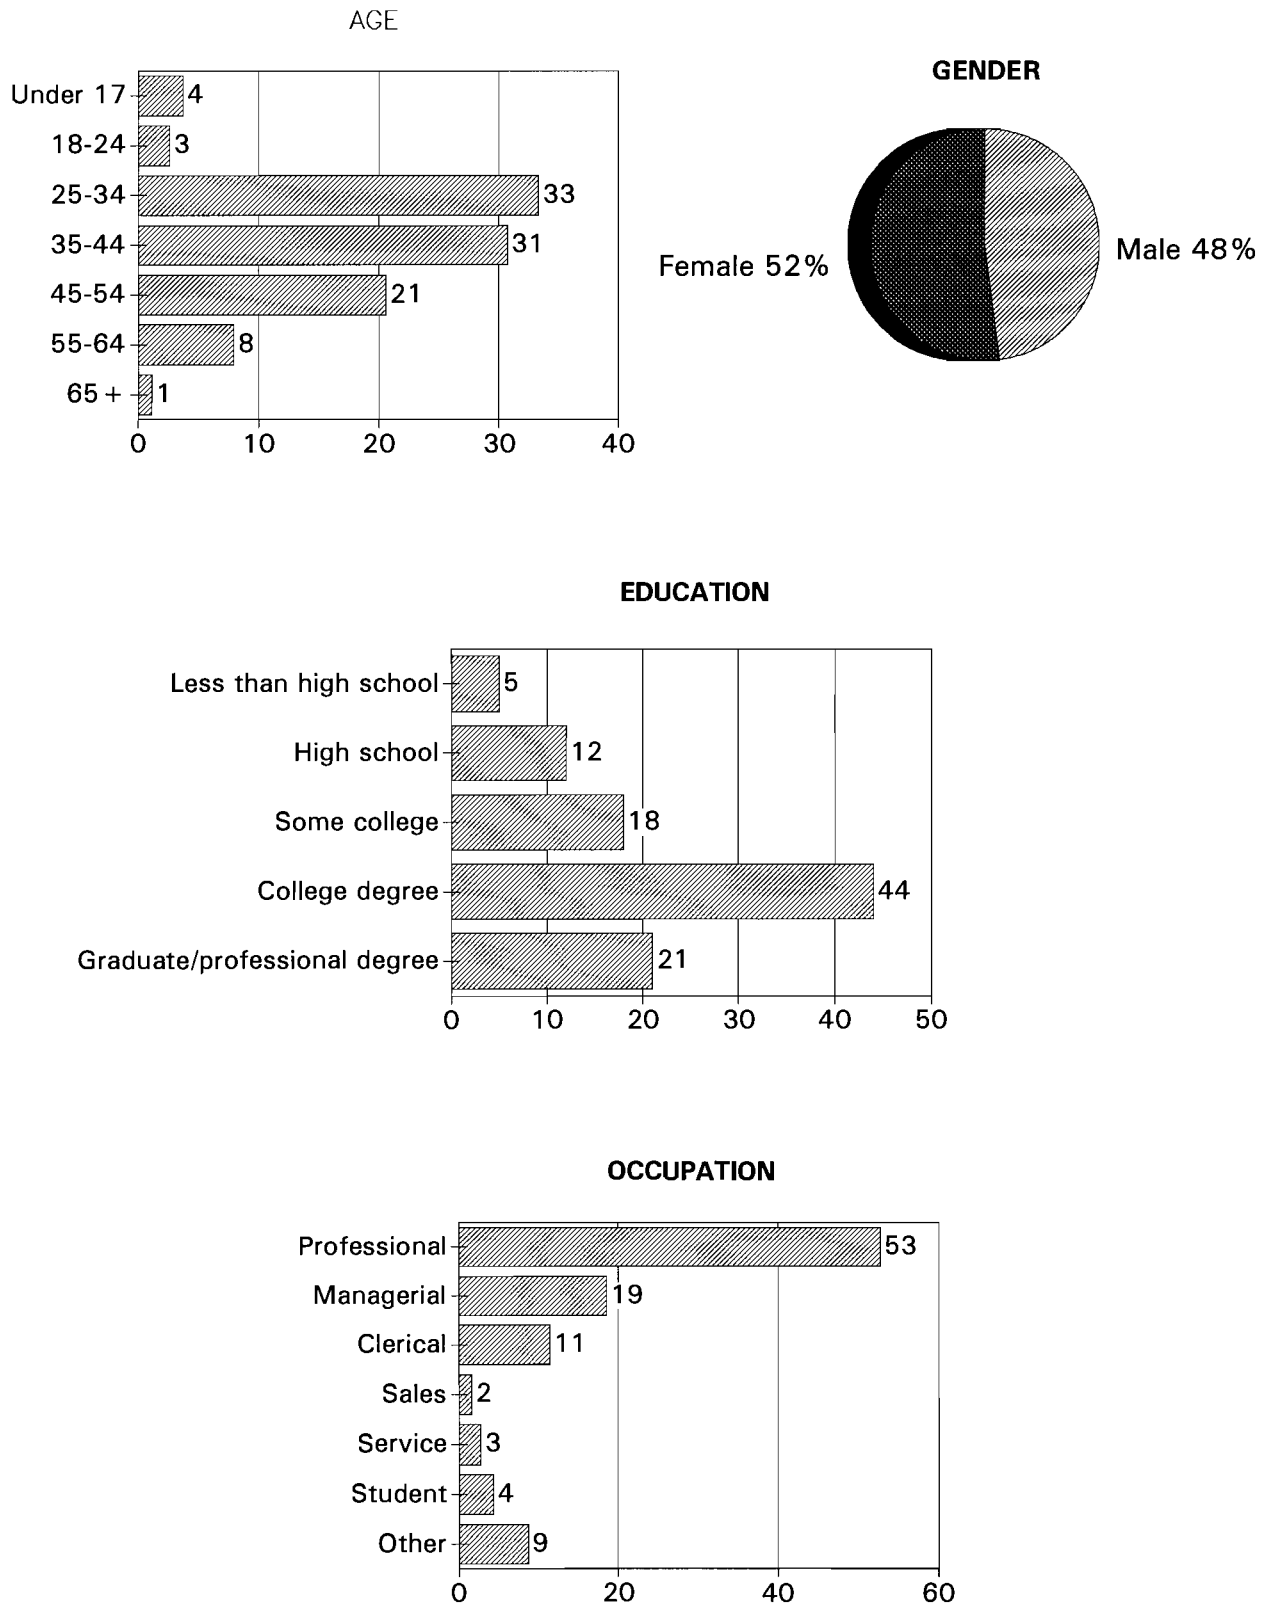 AGE
Under 17 4
18-24 3
25-34 33
35-44 31
45-54 21
55-64 8
65 + 1
0 10 20 30 40
GENDER
Female 52%
Male 48%
EDUCATION
Less than high school 5
High school 12
Some college 18
College degree 44
Graduate/professional degree 21
0 10 20 30 40 50
OCCUPATION
Professional 53
Managerial 19
Clerical 11
Sales 2
Service 3
Student 4
Other 9
0 20 40 60